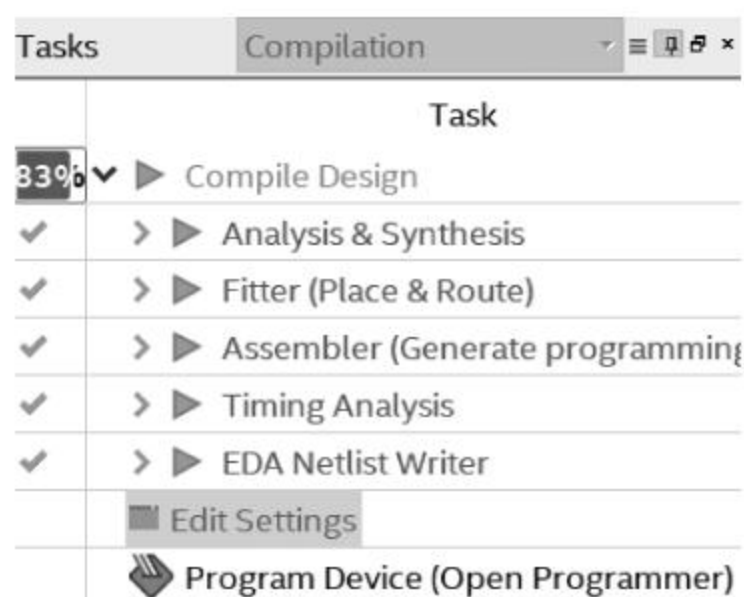 Tasks Compilation
Task
83% Compile Design
Analysis & Synthesis
Fitter (Place & Route)
Assembler (Generate programming
Timing Analysis
EDA Netlist Writer
Edit Settings
Program Device (Open Programmer)